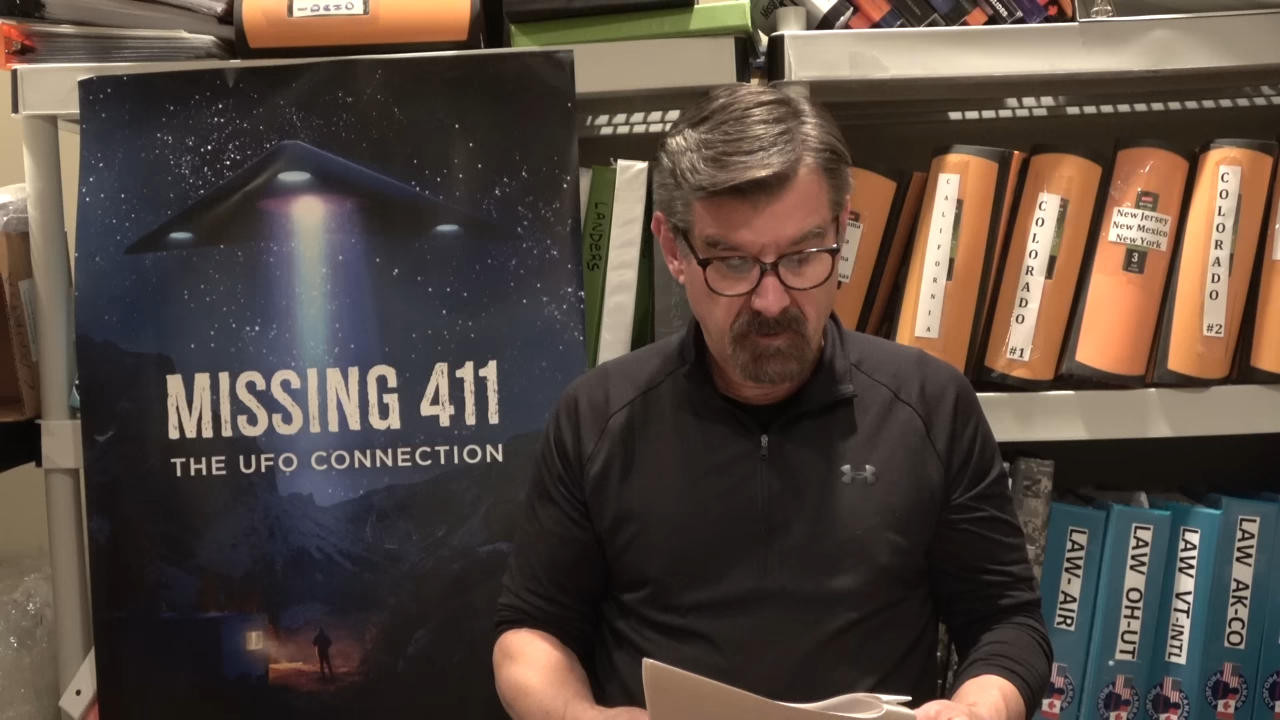 IDAHO
MISSING 411
THE UFO CONNECTION
LANDERS
CALIFORNIA
COLORADO
#1
New Jersey
New Mexico
New York
3
COLORADO
#2
LAW- AIR
LAW OH-UT
LAW VT-INTL
LAW AK-CO